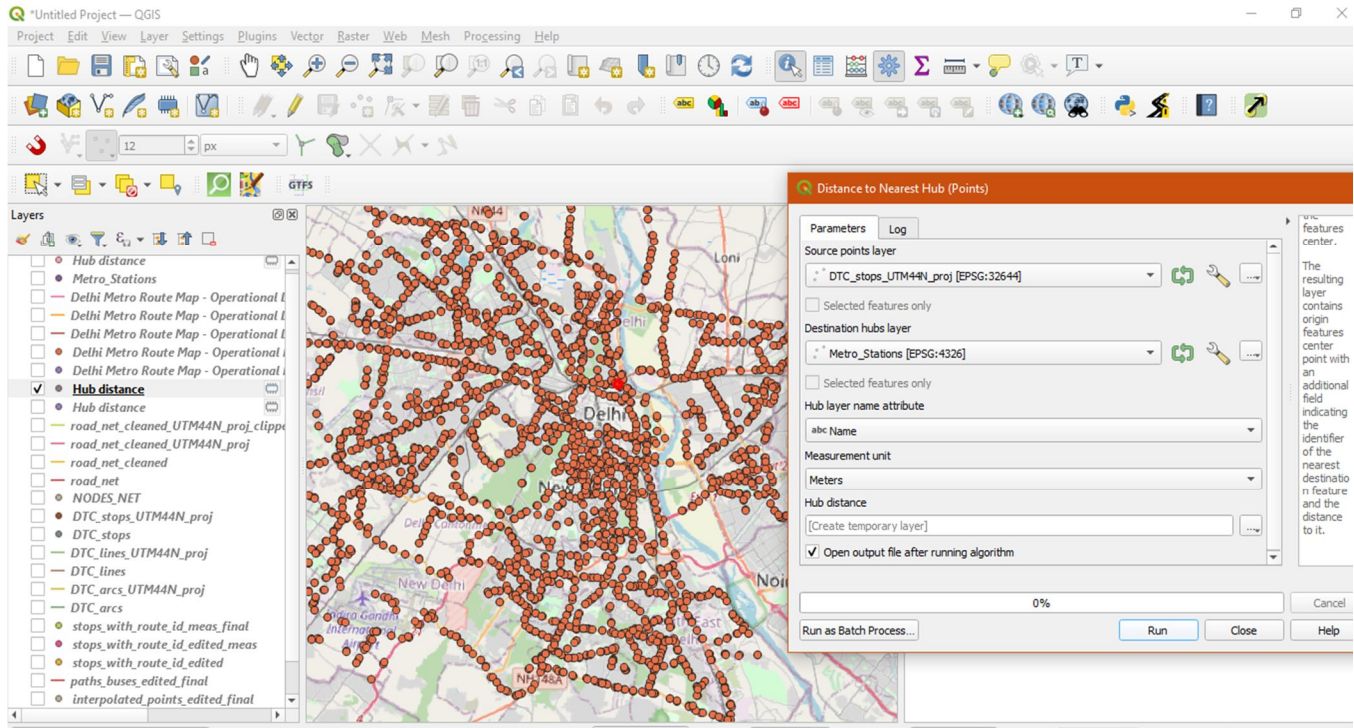 *Untitled Project — QGIS
Project Edit View Layer Settings Plugins Vector Raster Web Mesh Processing Help
12 px
GTFS
Layers
Hub distance
Metro_Stations
Delhi Metro Route Map - Operational
Delhi Metro Route Map - Operational
Delhi Metro Route Map - Operational
Delhi Metro Route Map - Operational
Delhi Metro Route Map - Operational
Hub distance
Hub distance
road_net_cleaned_UTM44N_proj_clippe
road_net_cleaned_UTM44N_proj
road_net_cleaned
road_net
NODES_NET
DTC_stops_UTM44N_proj
DTC_stops
DTC_lines_UTM44N_proj
DTC_lines
DTC_arcs_UTM44N_proj
DTC_arcs
stops_with_route_id_meas_final
stops_with_route_id_edited_meas
stops_with_route_id_edited
paths_buses_edited_final
interpolated_points_edited_final
Loni
Delhi
New
New Delhi
International
Airport
East
Noi
NH148A
Distance to Nearest Hub (Points)
Parameters Log
Source points layer
DTC_stops_UTM44N_proj [EPSG:32644]
...
Selected features only
Destination hubs layer
Metro_Stations [EPSG:4326]
...
Selected features only
Hub layer name attribute
abc Name
Measurement unit
Meters
Hub distance
[Create temporary layer]
...
Open output file after running algorithm
0%
Cancel
Run as Batch Process...
Run
Close
Help
features
center.
The
resulting
layer
contains
origin
features
center
point with
an
additional
field
indicating
the
identifier
of the
nearest
destinatio
n feature
and the
distance
to it.